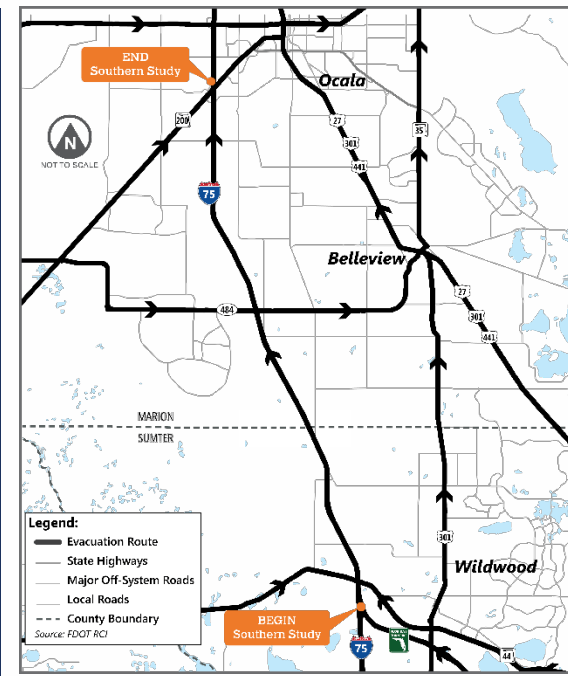 END
Southern Study
Ocala
200
27
35
301
N
NOT TO SCALE
441
75
Belleview
27
484
301
441
MARION
SUMTER
Legend:
Evacuation Route
State Highways
Major Off-System Roads
Local Roads
County Boundary
Source: FDOT RCI
301
Wildwood
BEGIN
Southern Study
75
44